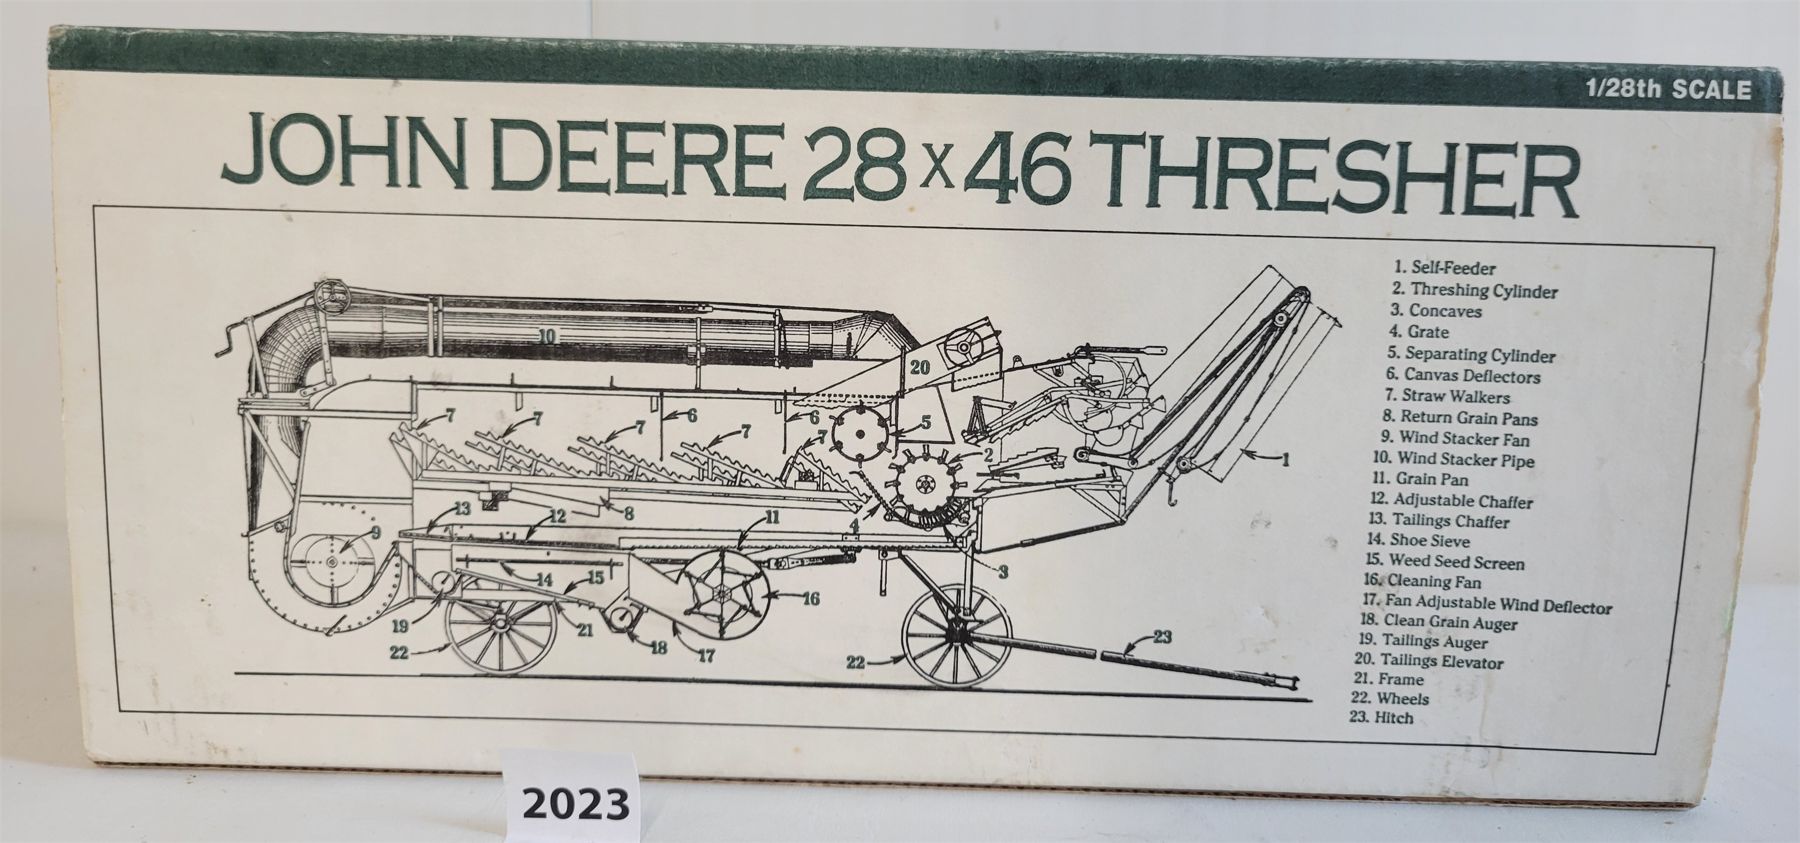 1/28th SCALE
JOHN DEERE 28 x 46 THRESHER
1. Self-Feeder
2. Threshing Cylinder
3. Concaves
4. Grate
5. Separating Cylinder
6. Canvas Deflectors
7. Straw Walkers
8. Return Grain Pans
9. Wind Stacker Fan
10. Wind Stacker Pipe
11. Grain Pan
12. Adjustable Chaffer
13. Tailings Chaffer
14. Shoe Sieve
15. Weed Seed Screen
16. Cleaning Fan
17. Fan Adjustable Wind Deflector
18. Clean Grain Auger
19. Tailings Auger
20. Tailings Elevator
21. Frame
22. Wheels
23. Hitch
10
20
7
7
7
7
7
6
6
5
2
1
13
12
8
11
4
9
14
15
3
16
19
21
18
17
22
22
23
2023